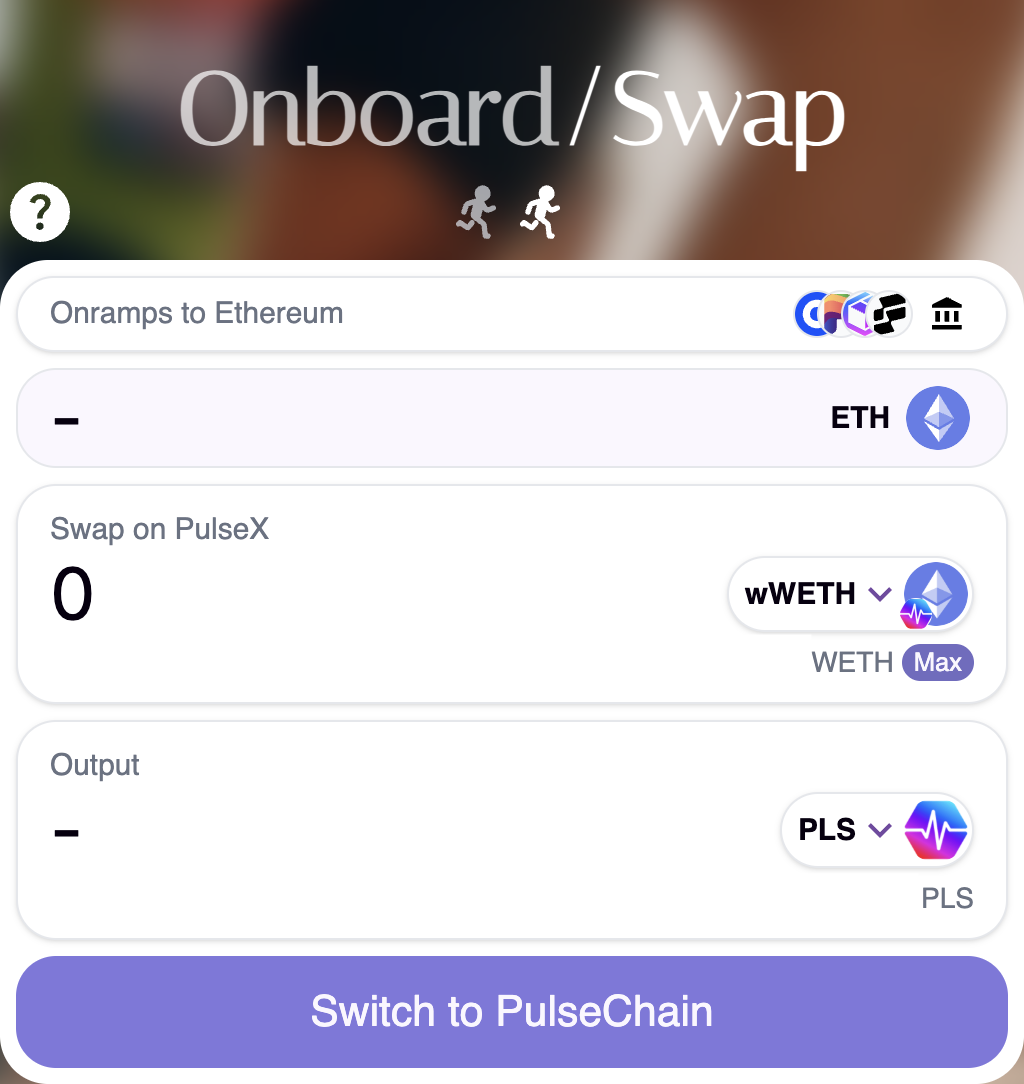 Onboard / Swap
?
Onramps to Ethereum
– ETH
Swap on PulseX
0 wWETH
WETH Max
Output
– PLS
PLS
Switch to PulseChain